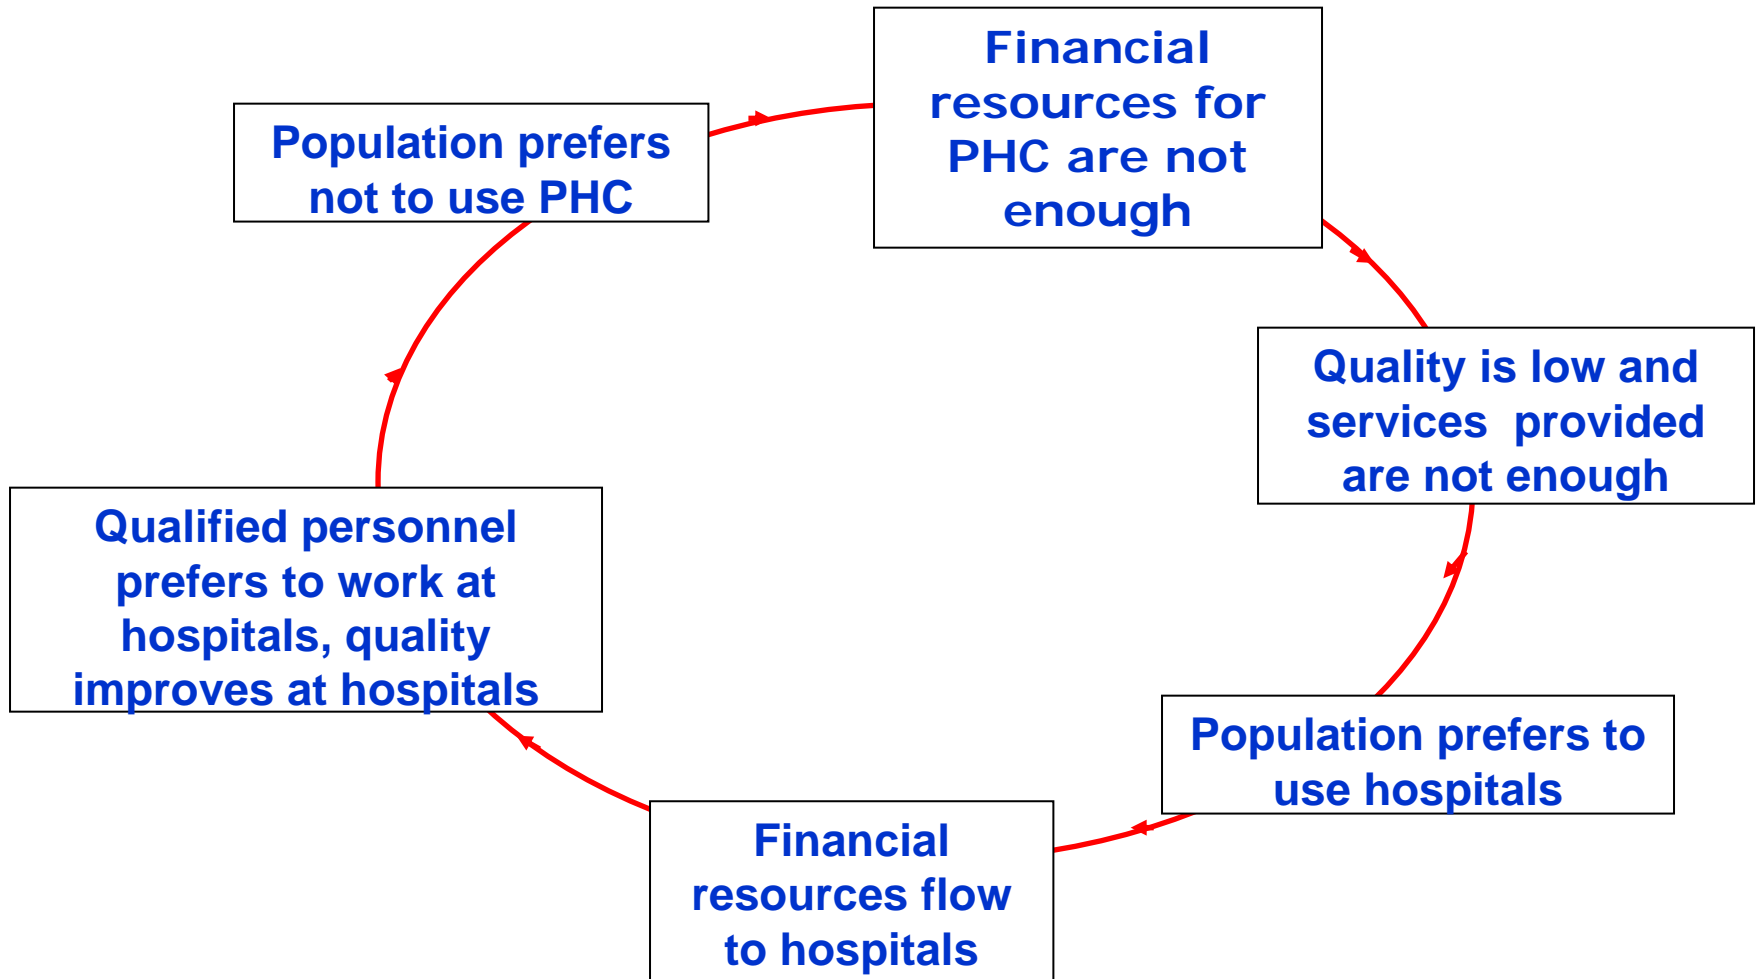 Financial
resources for
PHC are not
enough
Population prefers
not to use PHC
Quality is low and
services provided
are not enough
Qualified personnel
prefers to work at
hospitals, quality
improves at hospitals
Population prefers to
use hospitals
Financial
resources flow
to hospitals